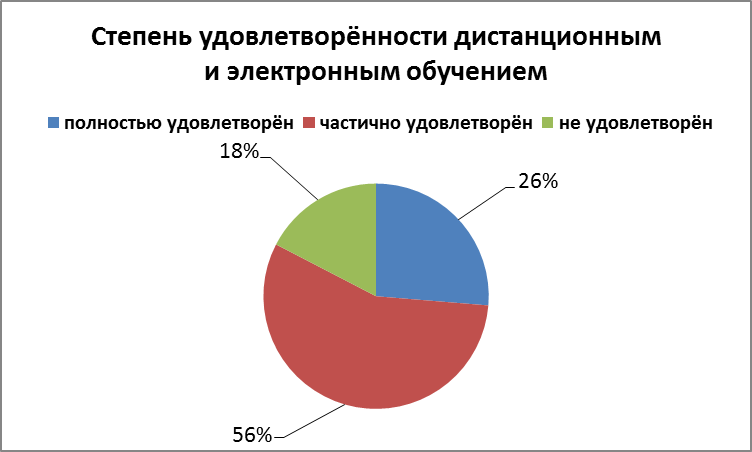 Степень удовлетворённости дистанционным
и электронным обучением
полностью удовлетворён частично удовлетворён не удовлетворён
18%
26%
56%